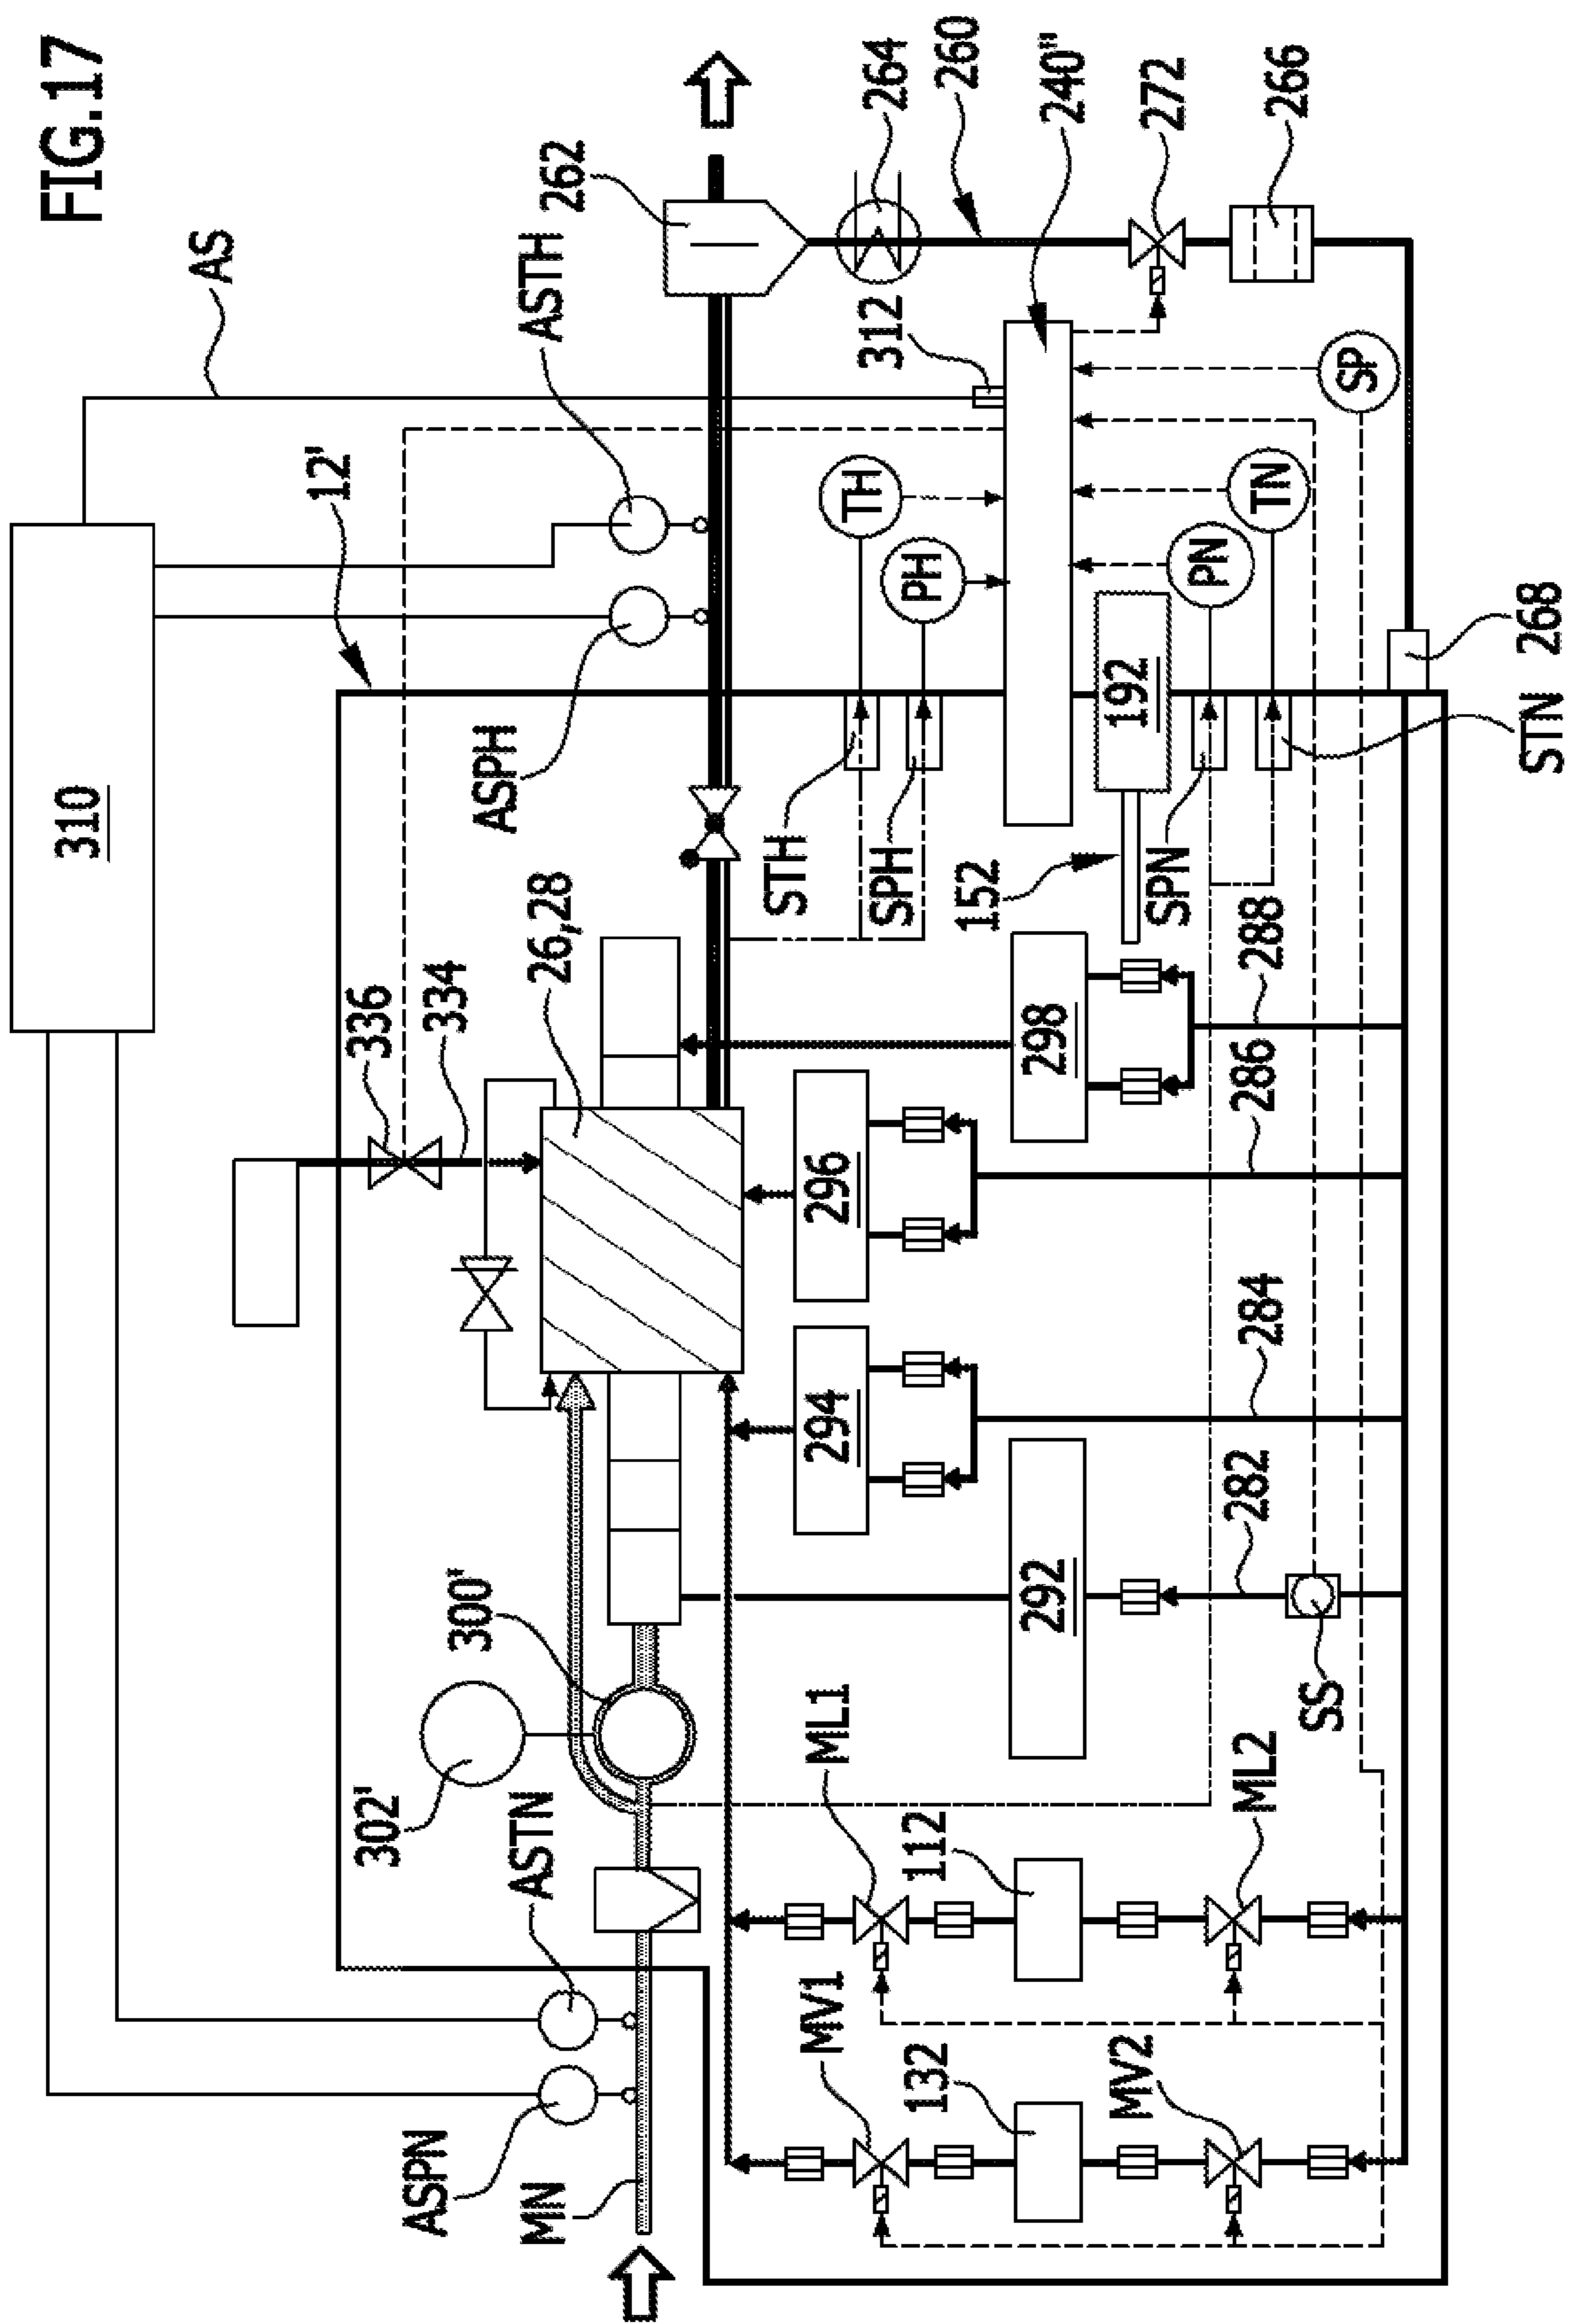 FIG.17
310
AS
ASTH
262
264
260
240"
272
266
12'
ASPH
312
336
334
26,28
STH
SPH
TH
PH
SP
TN
PN
192
152
SPN
STN
268
288
286
298
296
294
284
282
292
SS
300'
302'
ASTN
ASPN
MN
ML1
112
ML2
MV1
132
MV2